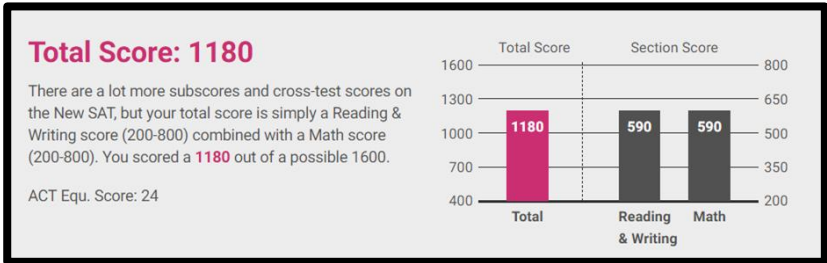 Total Score: 1180
There are a lot more subscores and cross-test scores on
the New SAT, but your total score is simply a Reading &
Writing score (200-800) combined with a Math score
(200-800). You scored a 1180 out of a possible 1600.
ACT Equ. Score: 24
Total Score Section Score
1600 800
1300 650
1000 500
700 350
400 200
1180 590 590
Total Reading Math
& Writing